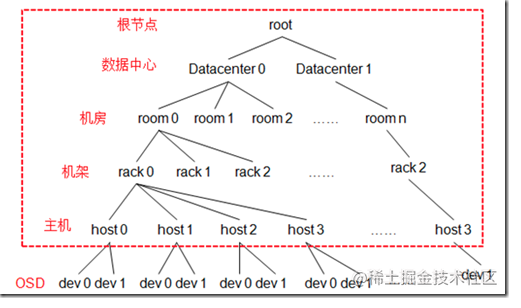 根节点 root
数据中心 Datacenter 0 Datacenter 1
机房 room 0 room 1 room 2 ...... room n
机架 rack 0 rack 1 rack 2 ...... rack 2
主机 host 0 host 1 host 2 host 3 ...... host 3
OSD dev 0 dev 1 dev 0 dev 1 dev 0 dev 1 dev 0 dev 1 ...... dev 1
@稀土掘金技术社区